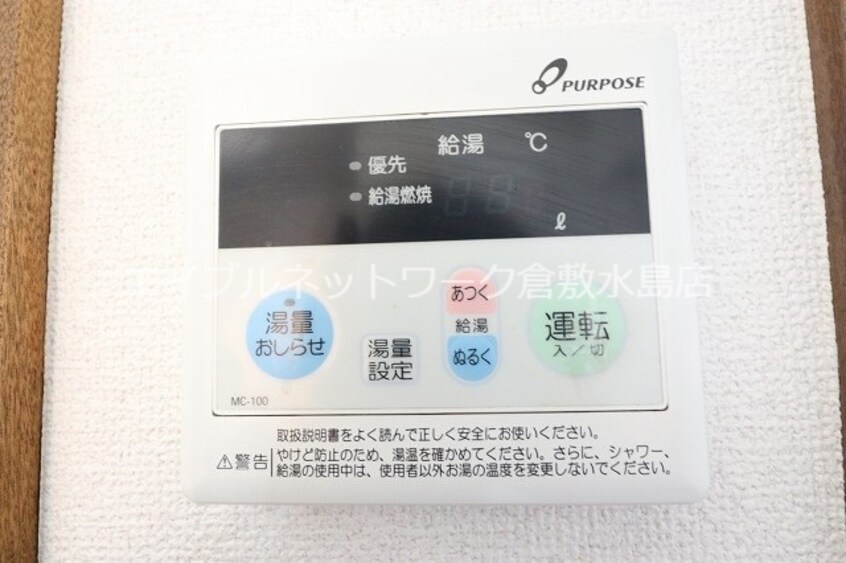 PURPOSE
給湯 ℃
優先
給湯燃焼
ℓ
エイブルネットワーク倉敷水島店
湯量
おしらせ
湯量
設定
あつく
給湯
ぬるく
運転
入／切
MC-100
取扱説明書をよく読んで正しく安全にお使いください。
⚠警告
やけど防止のため、湯温を確かめてください。さらに、シャワー、
給湯の使用中は、使用者以外お湯の温度を変更しないでください。